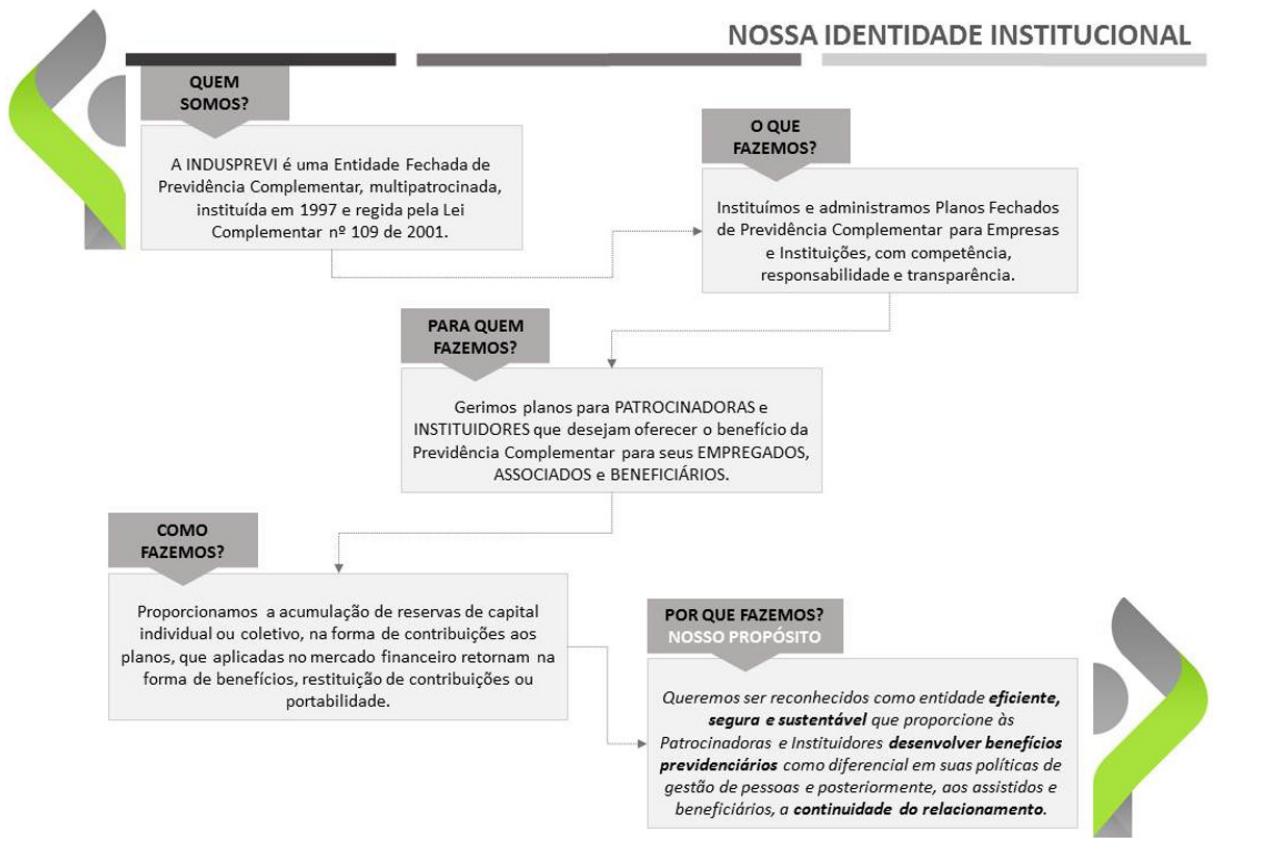 NOSSA IDENTIDADE INSTITUCIONAL
QUEM
SOMOS?
A INDUSPREVI é uma Entidade Fechada de
Previdência Complementar, multipatrocinada,
instituída em 1997 e regida pela Lei
Complementar nº 109 de 2001.
O QUE
FAZEMOS?
Instituímos e administramos Planos Fechados
de Previdência Complementar para Empresas
e Instituições, com competência,
responsabilidade e transparência.
PARA QUEM
FAZEMOS?
Gerimos planos para PATROCINADORAS e
INSTITUIDORES que desejam oferecer o benefício da
Previdência Complementar para seus EMPREGADOS,
ASSOCIADOS e BENEFICIÁRIOS.
COMO
FAZEMOS?
Proporcionamos a acumulação de reservas de capital
individual ou coletivo, na forma de contribuições aos
planos, que aplicadas no mercado financeiro retornam na
forma de benefícios, restituição de contribuições ou
portabilidade.
POR QUE FAZEMOS?
NOSSO PROPÓSITO
Queremos ser reconhecidos como entidade eficiente,
segura e sustentável que proporcione às
Patrocinadoras e Instituidores desenvolver benefícios
previdenciários como diferencial em suas políticas de
gestão de pessoas e posteriormente, aos assistidos e
beneficiários, a continuidade do relacionamento.